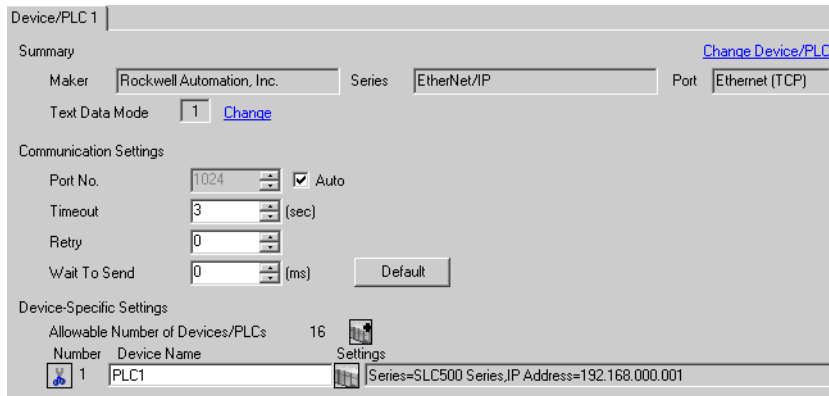 Device/PLC 1
Summary
Change Device/PLC
Maker Rockwell Automation, Inc. Series EtherNet/IP Port Ethernet (TCP)
Text Data Mode 1 Change
Communication Settings
Port No. 1024 Auto
Timeout 3 (sec)
Retry 0
Wait To Send 0 (ms) Default
Device-Specific Settings
Allowable Number of Devices/PLCs 16
Number Device Name Settings
1 PLC1 Series=SLC500 Series,IP Address=192.168.000.001